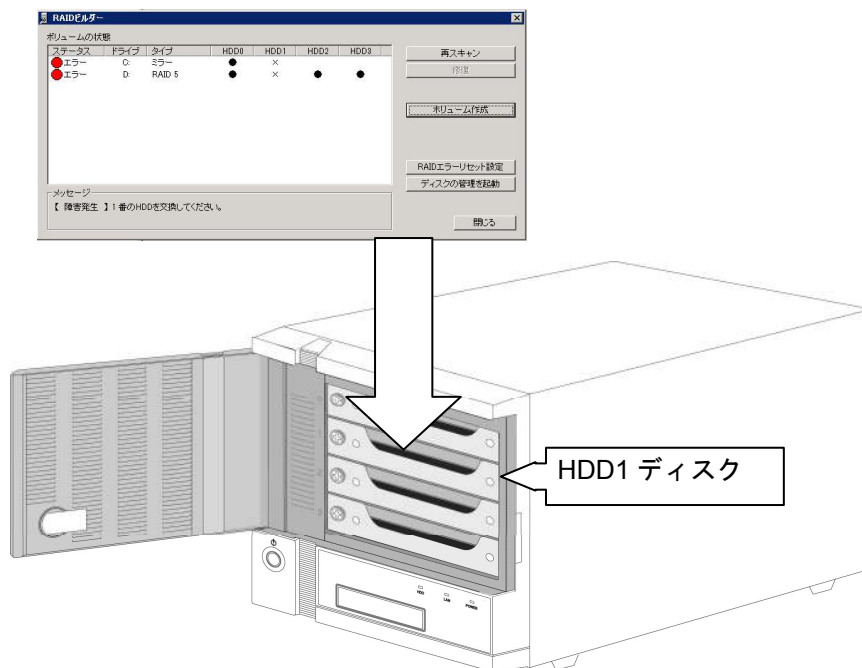 RAIDビルダー
ボリュームの状態
ステータス ドライブ タイプ HDD0 HDD1 HDD2 HDD3
エラー C: ミラー ● ×
エラー D: RAID 5 ● × ● ●
再スキャン
修復
ボリューム作成
RAIDエラーリセット設定
ディスクの管理を起動
メッセージ
【 障害発生 】1 番のHDDを交換してください。
閉じる
HDD1 ディスク
HDD LAN POWER